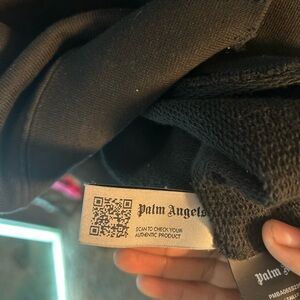 Palm Angels
SCAN TO CHECK YOUR
AUTHENTIC PRODUCT
Palm